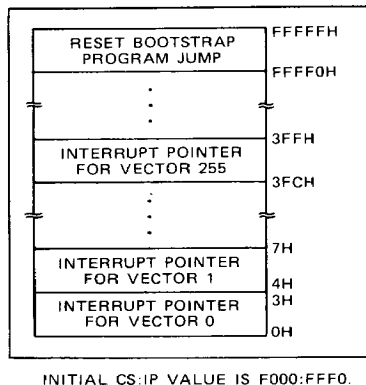 RESET BOOTSTRAP
PROGRAM JUMP
FFFFFH
FFFF0H
3FFH
INTERRUPT POINTER
FOR VECTOR 255
3FCH
7H
INTERRUPT POINTER
FOR VECTOR 1
4H
3H
INTERRUPT POINTER
FOR VECTOR 0
0H
INITIAL CS:IP VALUE IS F000:FFF0.